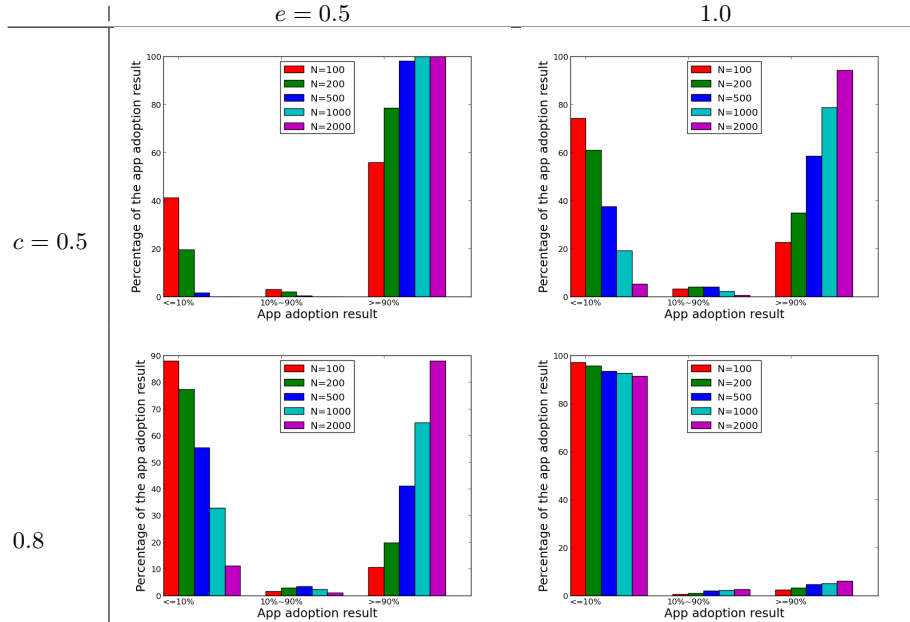 e = 0.5
1.0
c = 0.5
Percentage of the app adoption result
100
80
60
40
20
0
N=100
N=200
N=500
N=1000
N=2000
<=10%
10%~90%
>=90%
App adoption result
Percentage of the app adoption result
100
80
60
40
20
0
N=100
N=200
N=500
N=1000
N=2000
<=10%
10%~90%
>=90%
App adoption result
0.8
Percentage of the app adoption result
90
80
70
60
50
40
30
20
10
0
N=100
N=200
N=500
N=1000
N=2000
<=10%
10%~90%
>=90%
App adoption result
Percentage of the app adoption result
100
80
60
40
20
0
N=100
N=200
N=500
N=1000
N=2000
<=10%
10%~90%
>=90%
App adoption result